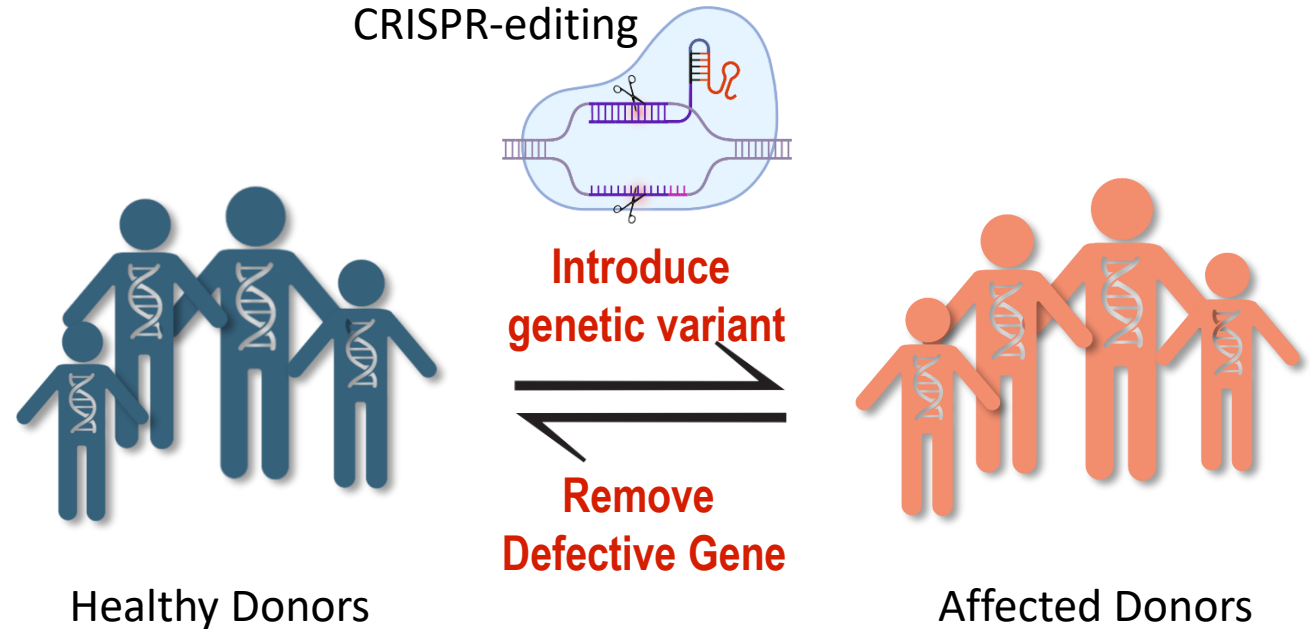 CRISPR-editing
Introduce
genetic variant
Remove
Defective Gene
Healthy Donors
Affected Donors